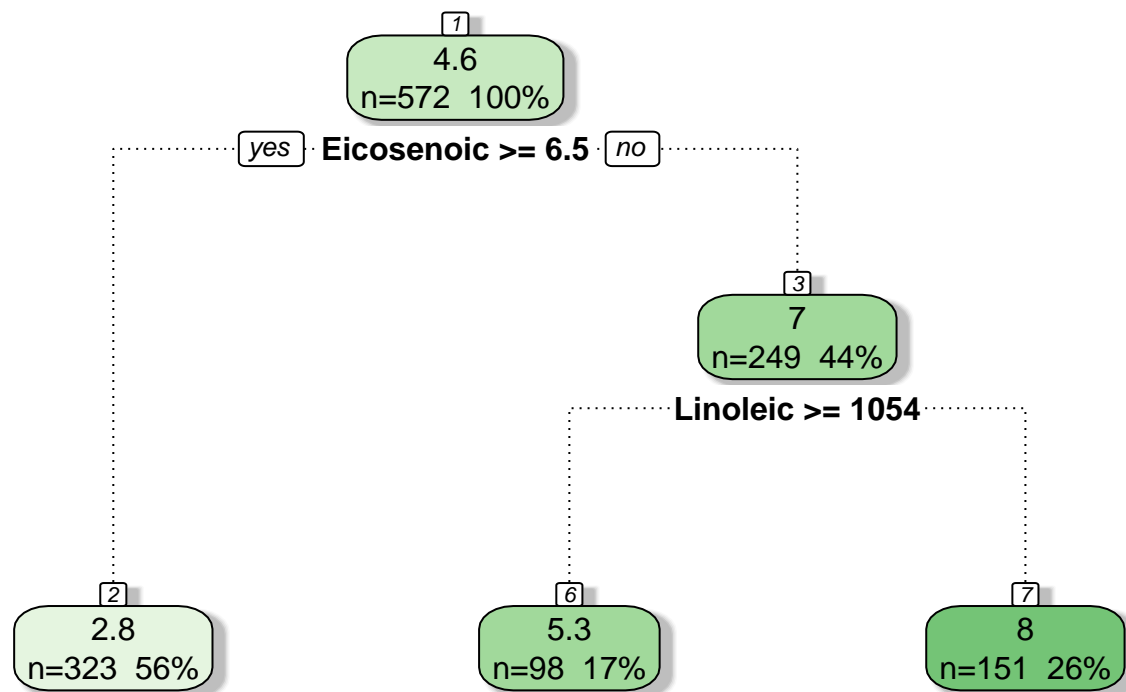 1
4.6
n=572 100%
yes Eicosenoic >= 6.5 no
3
7
n=249 44%
Linoleic >= 1054
2
2.8
n=323 56%
6
5.3
n=98 17%
7
8
n=151 26%